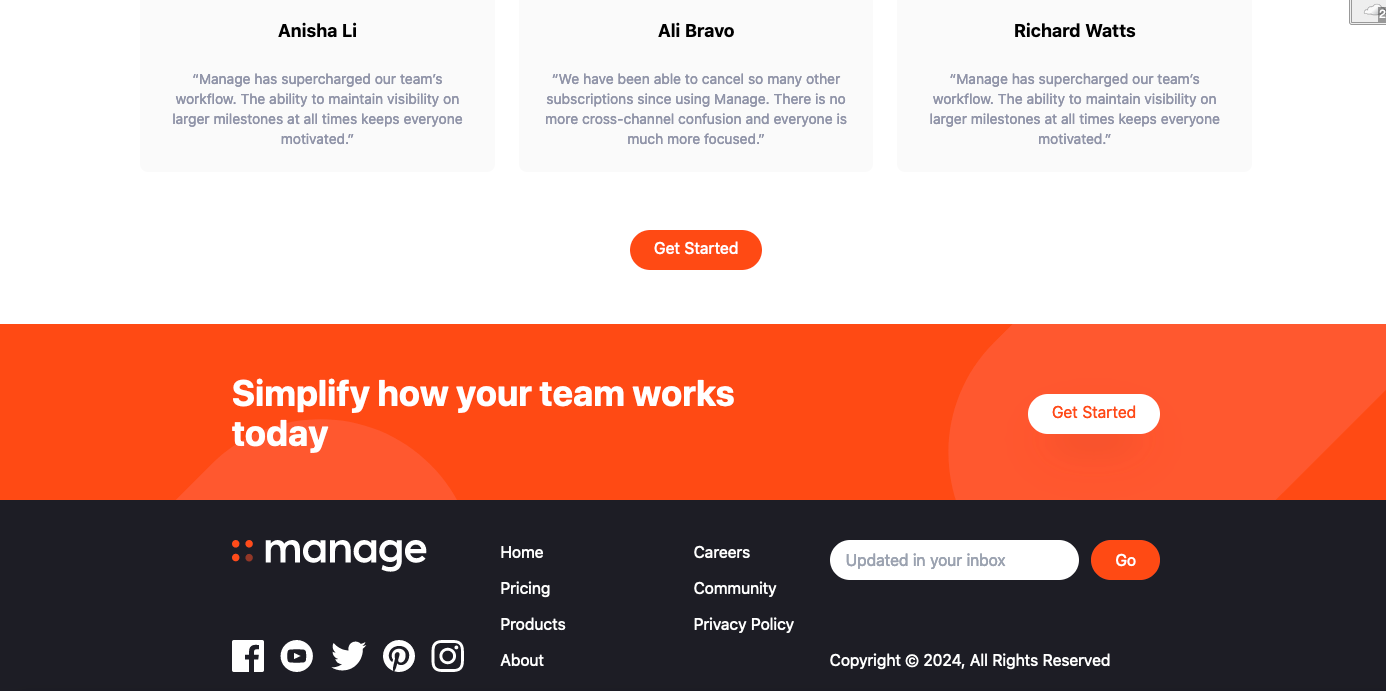 Anisha Li
“Manage has supercharged our team’s
workflow. The ability to maintain visibility on
larger milestones at all times keeps everyone
motivated.”
Ali Bravo
“We have been able to cancel so many other
subscriptions since using Manage. There is no
more cross-channel confusion and everyone is
much more focused.”
Richard Watts
“Manage has supercharged our team’s
workflow. The ability to maintain visibility on
larger milestones at all times keeps everyone
motivated.”
Get Started
Simplify how your team works
today
Get Started
manage
Home
Pricing
Products
About
Careers
Community
Privacy Policy
Updated in your inbox
Go
Copyright © 2024, All Rights Reserved